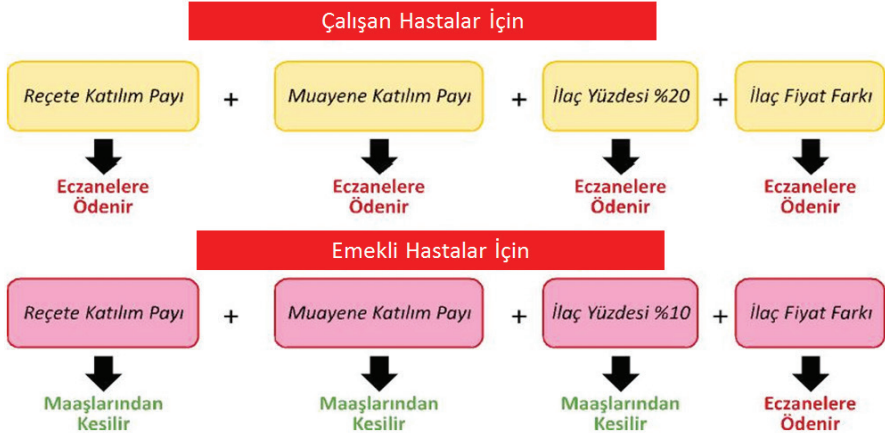 Çalışan Hastalar İçin
Reçete Katılım Payı + Muayene Katılım Payı + İlaç Yüzdesi %20 + İlaç Fiyat Farkı
Eczanelere Eczanelere Eczanelere Eczanelere
Ödenir Ödenir Ödenir Ödenir
Emekli Hastalar İçin
Reçete Katılım Payı + Muayene Katılım Payı + İlaç Yüzdesi %10 + İlaç Fiyat Farkı
Maaşlarından Maaşlarından Maaşlarından Eczanelere
Kesilir Kesilir Kesilir Ödenir